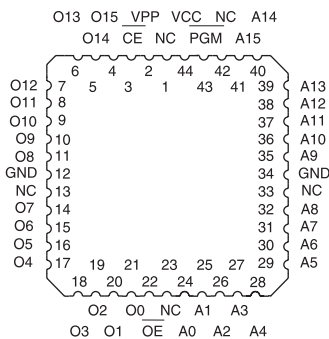 O13 O15 VPP VCC NC A14
O14 CE NC PGM A15
6 4 2 44 42 40
5 3 1 43 41
O12 7 39 A13
O11 8 38 A12
O10 9 37 A11
O9 10 36 A10
O8 11 35 A9
GND 12 34 GND
NC 13 33 NC
O7 14 32 A8
O6 15 31 A7
O5 16 30 A6
O4 17 29 A5
19 21 23 25 27
18 20 22 24 26 28
O2 O0 NC A1 A3
O3 O1 OE A0 A2 A4